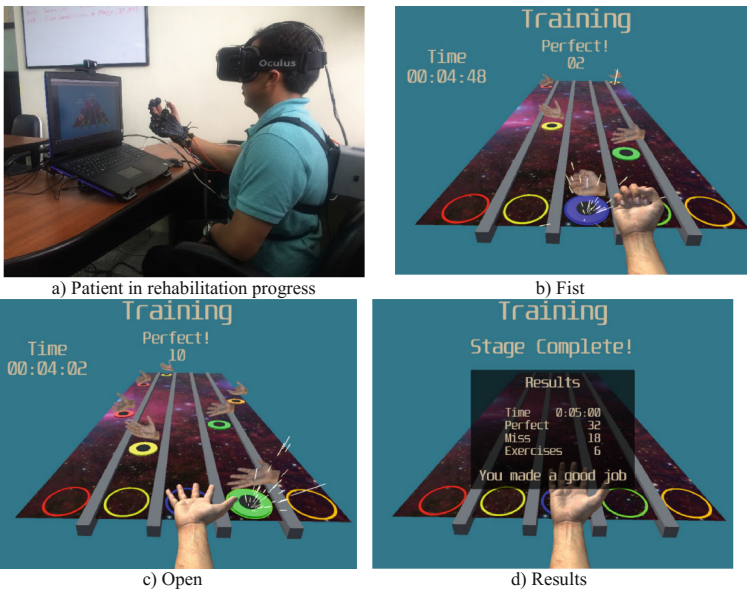 Oculus
Training
Perfect!
02
Time
00:04:48
a) Patient in rehabilitation progress
b) Fist
Training
Perfect!
10
Time
00:04:02
Training
Stage Complete!
Results
Time 0:05:00
Perfect 32
Miss 18
Exercises 6
You made a good job
c) Open
d) Results